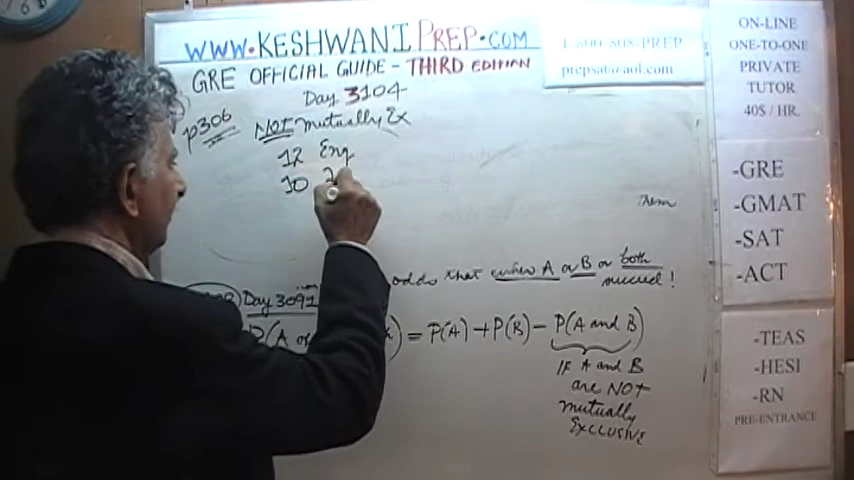 WWW.KESHWANIPREP.COM
1-800-808-PREP
prepsat@aol.com
GRE OFFICIAL GUIDE - THIRD EDITION
Day 3104
p306
NOT Mutually Ex
12 Eng
10
odds that either A or B or both
succeed!
Day 3091
= P(A) + P(B) - P(A and B)
IF A and B
are NOT
mutually
EXCLUSIVE
ON-LINE
ONE-TO-ONE
PRIVATE
TUTOR
40$ / HR.
-GRE
-GMAT
-SAT
-ACT
-TEAS
-HESI
-RN
PRE-ENTRANCE